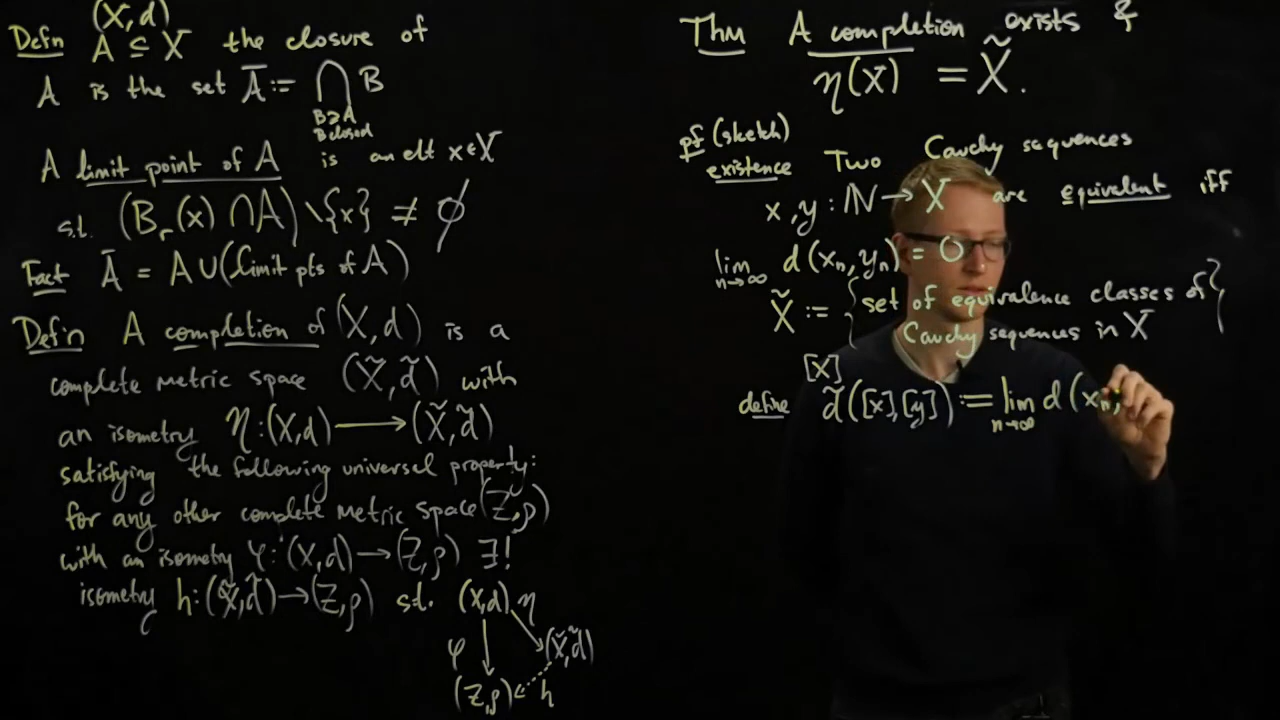 Defn (X,d)
A ⊆ X the closure of
A is the set Ā := ⋂ B
B⊇A
B closed
A limit point of A is an elt x∈X
s.t. (B_r(x) ∩ A) \ {x} ≠ ∅
Fact Ā = A ∪ (limit pts of A)
Def'n A completion of (X,d) is a
complete metric space (X̃,d̃) with
an isometry η:(X,d) → (X̃,d̃)
satisfying the following universal property:
for any other complete metric space (Z,ρ)
with an isometry φ:(X,d) → (Z,ρ) ∃!
isometry h:(X̃,d̃) → (Z,ρ) s.t. (X,d) η
φ (X̃,d̃)
(Z,ρ) h
Thm A completion exists &
η(X)‾ = X̃.
pf (sketch)
existence Two Cauchy sequences
x,y : ℕ → X are equivalent iff
lim n→∞ d(xₙ,yₙ) = 0
X̃ := { set of equivalence classes of
Cauchy sequences in X }
[x]
define d̃([x],[y]) := lim n→∞ d(xₙ,